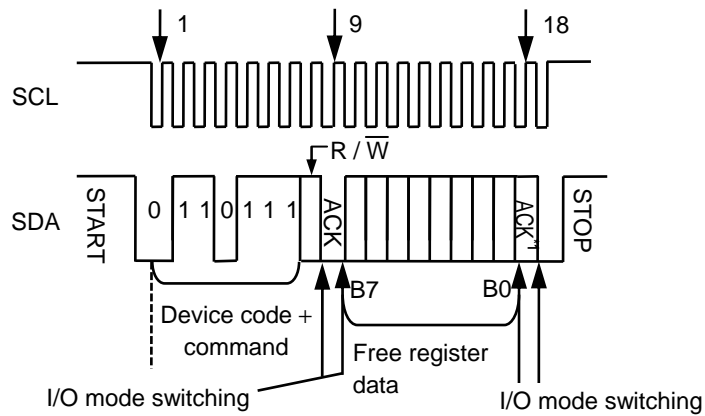 1 9 18
SCL
R / W
SDA START 0 1 1 0 1 1 1 ACK ACK*1 STOP
B7 B0
Device code +
command
Free register
data
I/O mode switching I/O mode switching